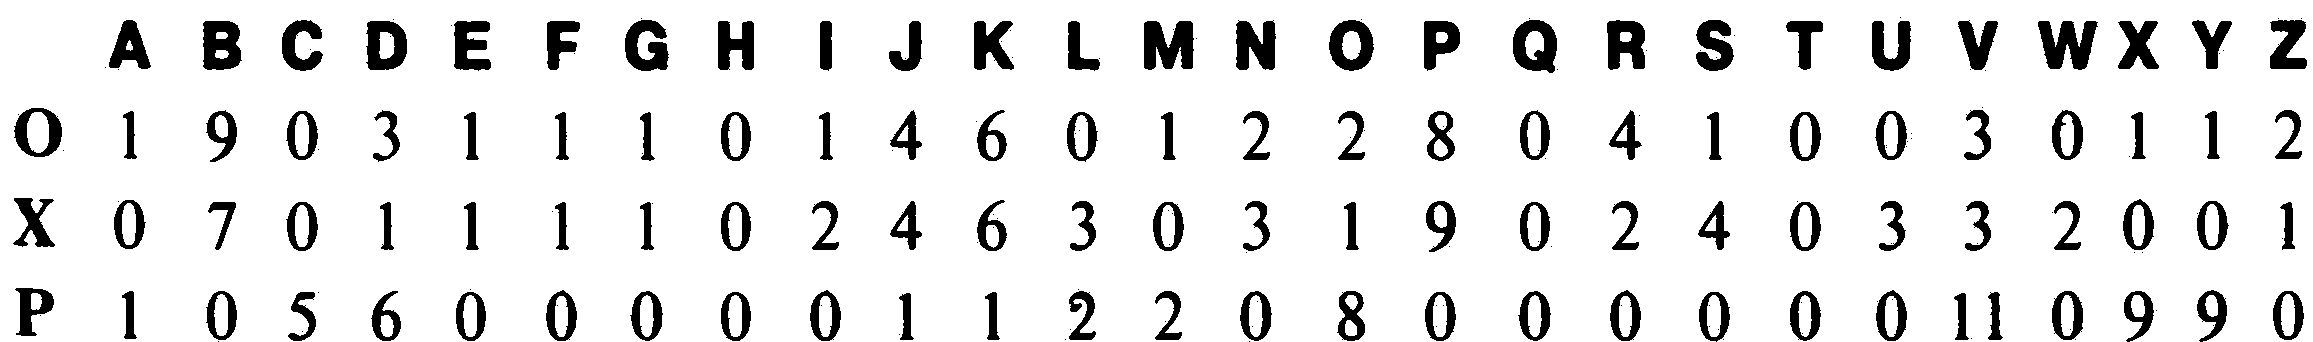 A B C D E F G H I J K L M N O P Q R S T U V W X Y Z
O 1 9 0 3 1 1 1 0 1 4 6 0 1 2 2 8 0 4 1 0 0 3 0 1 1 2
X 0 7 0 1 1 1 1 0 2 4 6 3 0 3 1 9 0 2 4 0 3 3 2 0 0 1
P 1 0 5 6 0 0 0 0 0 1 1 2 2 0 8 0 0 0 0 0 0 11 0 9 9 0